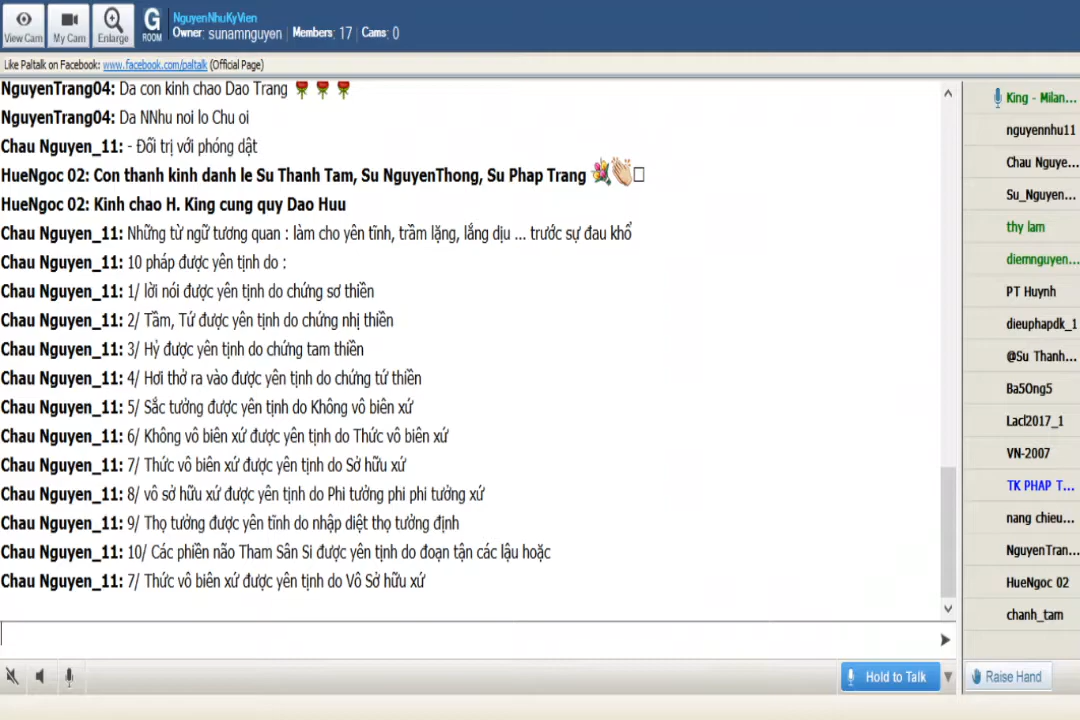 View Cam
My Cam
Enlarge
G
ROOM
NguyenNhuKyVien
Owner: sunamnguyen | Members: 17 | Cams: 0
Like Paltalk on Facebook: www.facebook.com/paltalk (Official Page)
NguyenTrang04: Da con kinh chao Dao Trang
NguyenTrang04: Da NNhu noi lo Chu oi
Chau Nguyen_11: - Đối trị với phóng dật
HueNgoc 02: Con thanh kinh danh le Su Thanh Tam, Su NguyenThong, Su Phap Trang
HueNgoc 02: Kinh chao H. King cung quy Dao Huu
Chau Nguyen_11: Những từ ngữ tương quan : làm cho yên tĩnh, trầm lặng, lắng dịu ... trước sự đau khổ
Chau Nguyen_11: 10 pháp được yên tịnh do :
Chau Nguyen_11: 1/ lời nói được yên tịnh do chứng sơ thiền
Chau Nguyen_11: 2/ Tầm, Tứ được yên tịnh do chứng nhị thiền
Chau Nguyen_11: 3/ Hỷ được yên tịnh do chứng tam thiền
Chau Nguyen_11: 4/ Hơi thở ra vào được yên tịnh do chứng tứ thiền
Chau Nguyen_11: 5/ Sắc tưởng được yên tịnh do Không vô biên xứ
Chau Nguyen_11: 6/ Không vô biên xứ được yên tịnh do Thức vô biên xứ
Chau Nguyen_11: 7/ Thức vô biên xứ được yên tịnh do Sở hữu xứ
Chau Nguyen_11: 8/ vô sở hữu xứ được yên tịnh do Phi tưởng phi phi tưởng xứ
Chau Nguyen_11: 9/ Thọ tưởng được yên tĩnh do nhập diệt thọ tưởng định
Chau Nguyen_11: 10/ Các phiền não Tham Sân Si được yên tịnh do đoạn tận các lậu hoặc
Chau Nguyen_11: 7/ Thức vô biên xứ được yên tịnh do Vô Sở hữu xứ
King - Milan...
nguyennhu11
Chau Nguye...
Su_Nguyen...
thy lam
diemnguyen...
PT Huynh
dieuphapdk_1
@Su Thanh...
Ba5Ong5
Lacl2017_1
VN-2007
TK PHAP T...
nang chieu...
NguyenTran...
HueNgoc 02
chanh_tam
Hold to Talk
Raise Hand